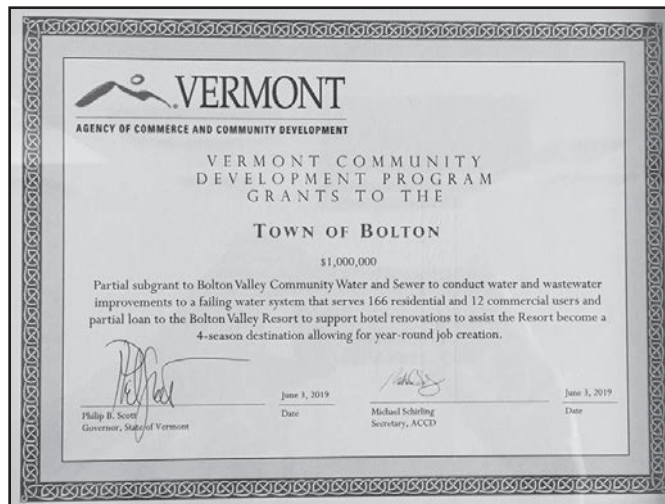 VERMONT
AGENCY OF COMMERCE AND COMMUNITY DEVELOPMENT
VERMONT COMMUNITY
DEVELOPMENT PROGRAM
GRANTS TO THE
TOWN OF BOLTON
$1,000,000
Partial subgrant to Bolton Valley Community Water and Sewer to conduct water and wastewater
improvements to a failing water system that serves 166 residential and 12 commercial users and
partial loan to the Bolton Valley Resort to support hotel renovations to assist the Resort become a
4-season destination allowing for year-round job creation.
June 3, 2019
June 3, 2019
Philip B. Scott
Date
Michael Schirling
Date
Governor, State of Vermont
Secretary, ACCD